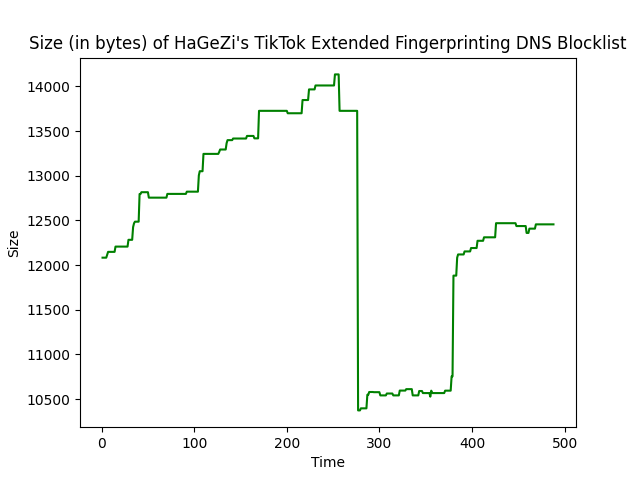 Size (in bytes) of HaGeZi's TikTok Extended Fingerprinting DNS Blocklist
14000
13500
13000
12500
12000
11500
11000
10500
Size
0 100 200 300 400 500
Time